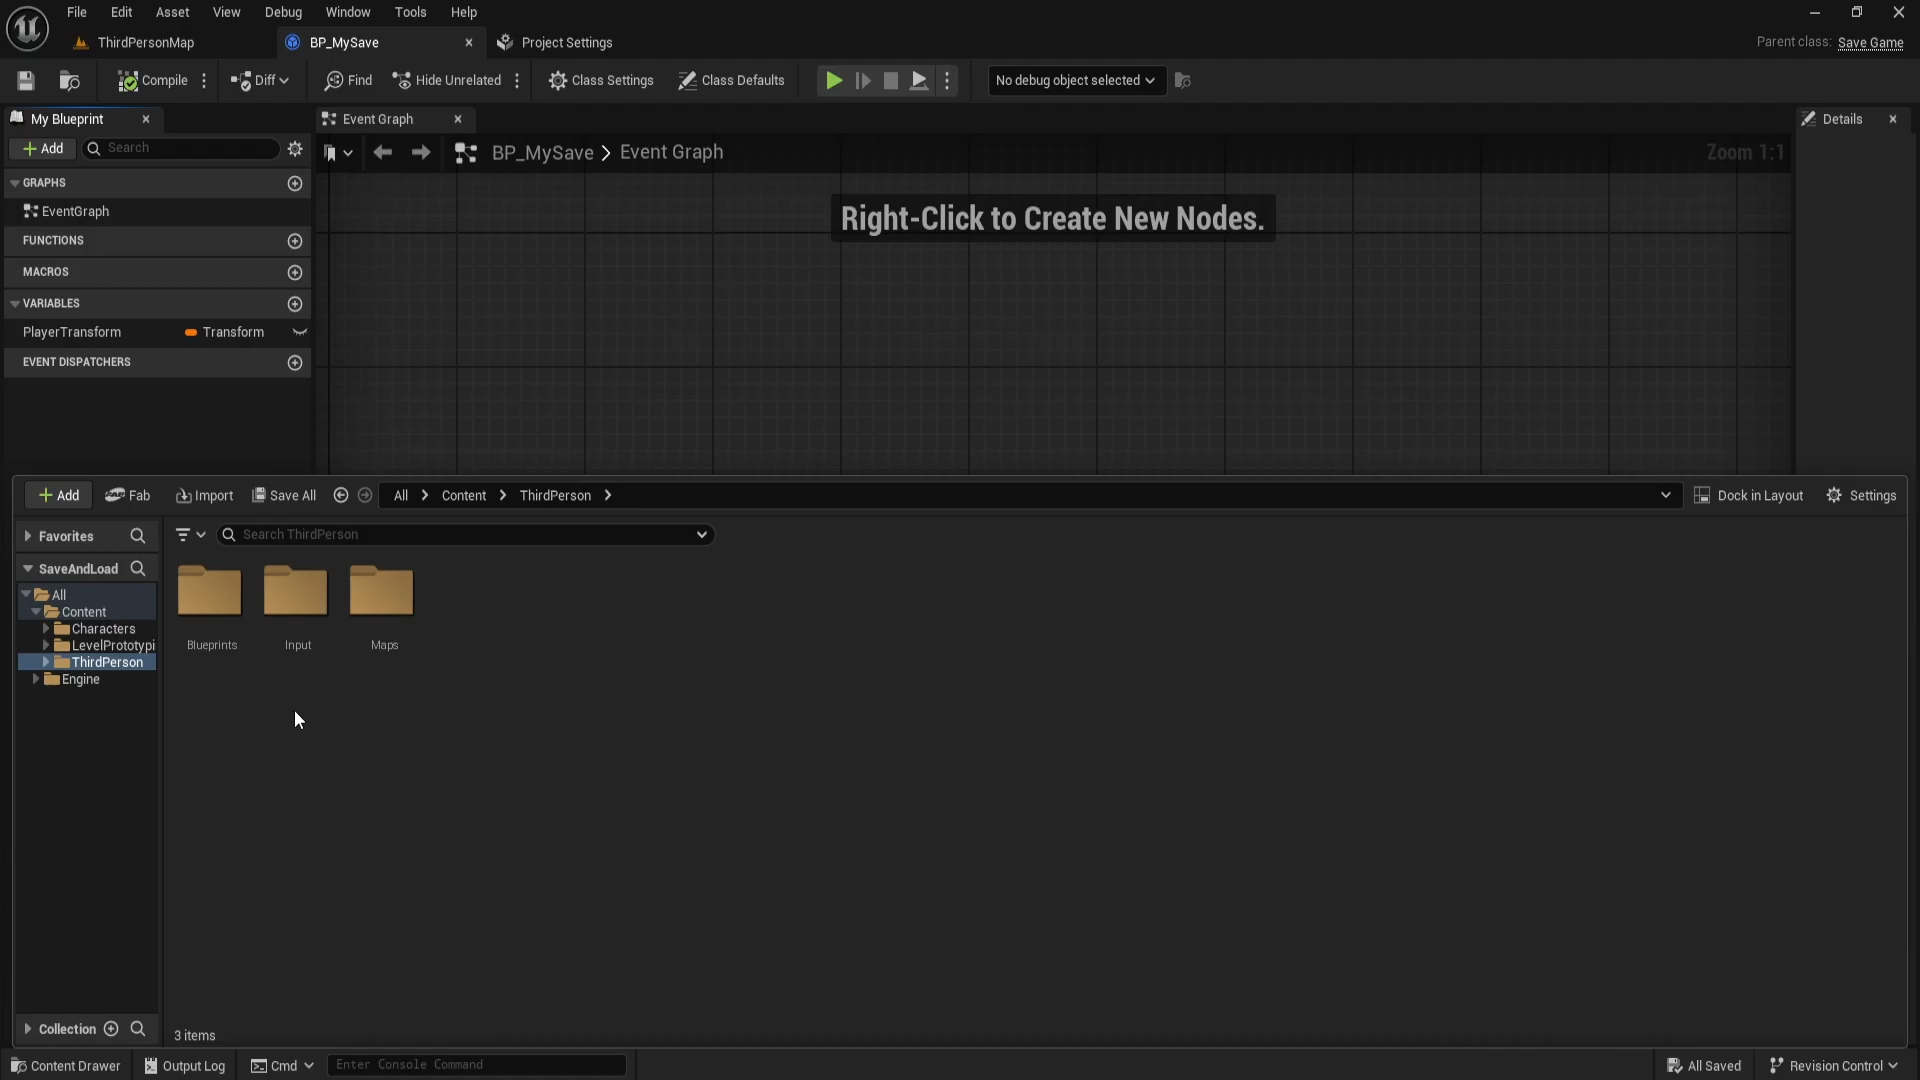 File Edit Asset View Debug Window Tools Help
ThirdPersonMap BP_MySave Project Settings
Parent class: Save Game
Compile Diff Find Hide Unrelated Class Settings Class Defaults No debug object selected
My Blueprint Event Graph Details
Add Search
BP_MySave > Event Graph Zoom 1:1
GRAPHS
EventGraph
Right-Click to Create New Nodes.
FUNCTIONS
MACROS
VARIABLES
PlayerTransform Transform
EVENT DISPATCHERS
Add Fab Import Save All All > Content > ThirdPerson > Dock in Layout Settings
Favorites
Search ThirdPerson
SaveAndLoad
All
Content
Characters
LevelPrototypi
ThirdPerson
Engine
Blueprints Input Maps
Collection
3 items
Content Drawer Output Log Cmd Enter Console Command All Saved Revision Control